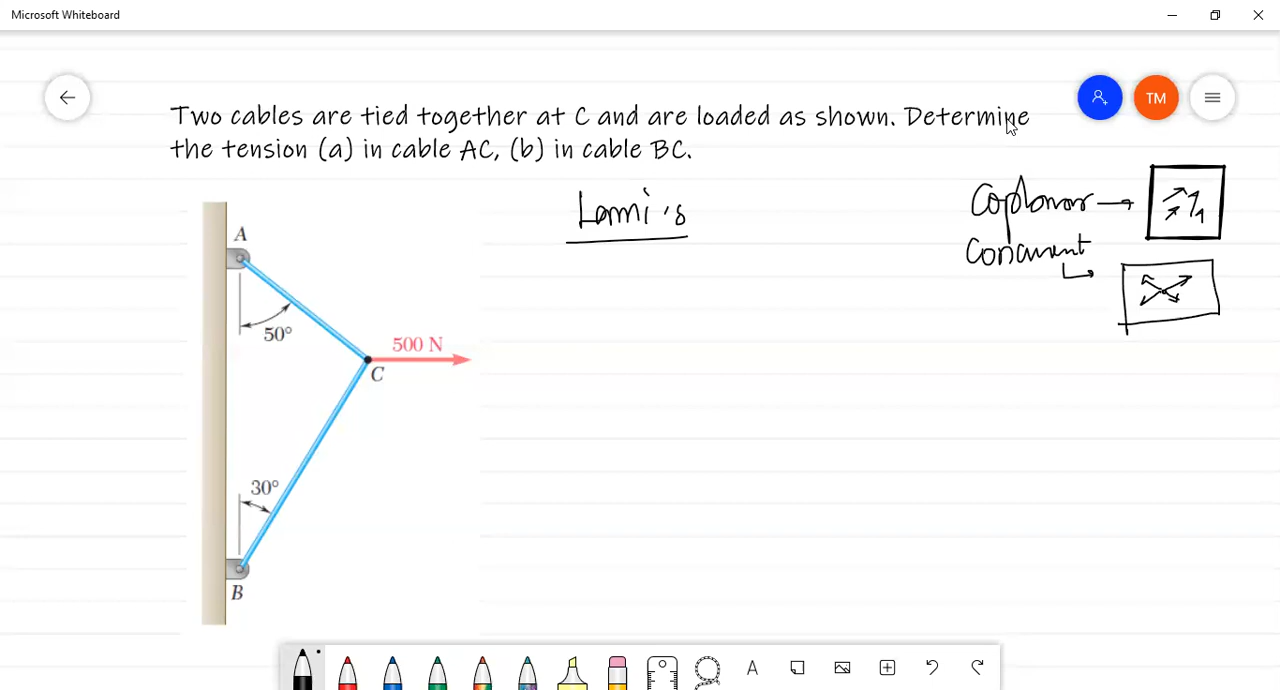 Microsoft Whiteboard
TM
Two cables are tied together at C and are loaded as shown. Determine
the tension (a) in cable AC, (b) in cable BC.
Lami's
Coplanar
Concurrent
A
50°
500 N
C
30°
B
A